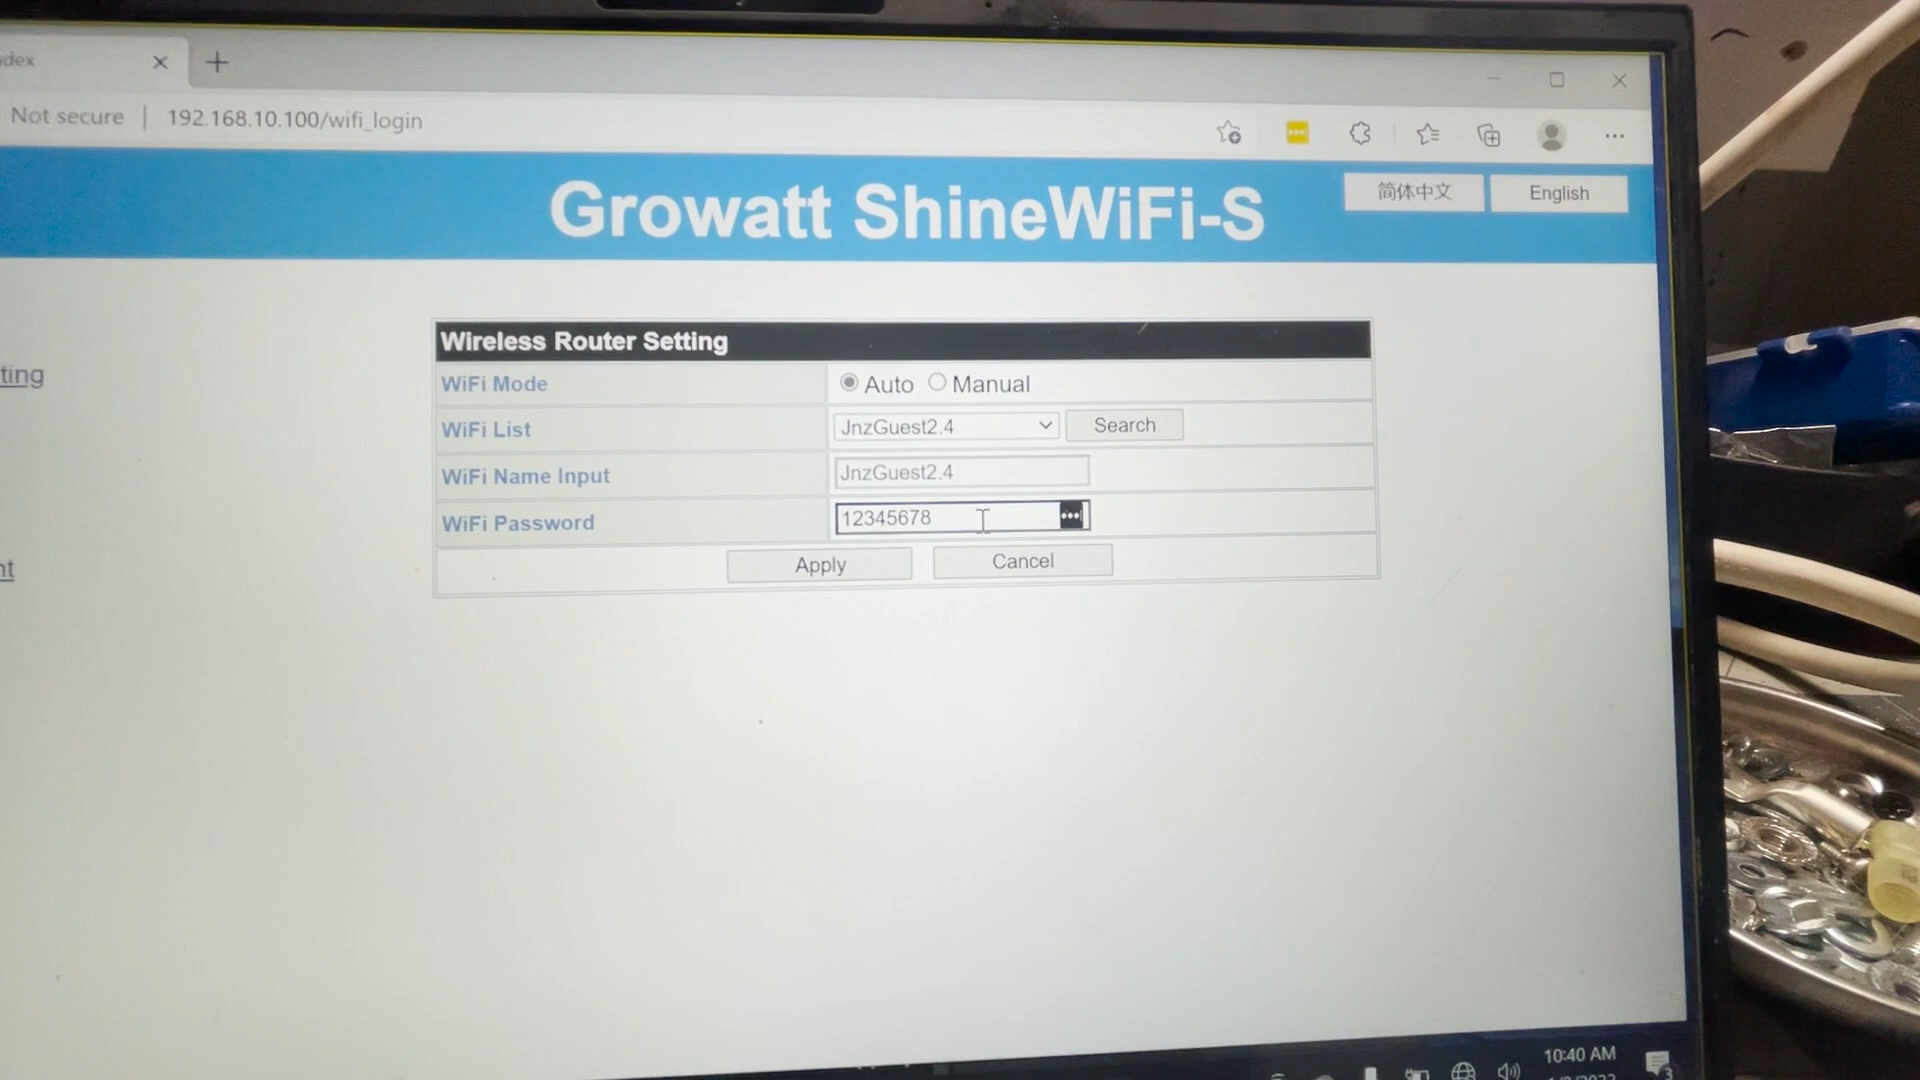 dex
Not secure | 192.168.10.100/wifi_login
Growatt ShineWiFi-S
简体中文
English
ting
nt
Wireless Router Setting
WiFi Mode Auto Manual
WiFi List JnzGuest2.4 Search
WiFi Name Input JnzGuest2.4
WiFi Password 12345678
Apply Cancel
10:40 AM
3